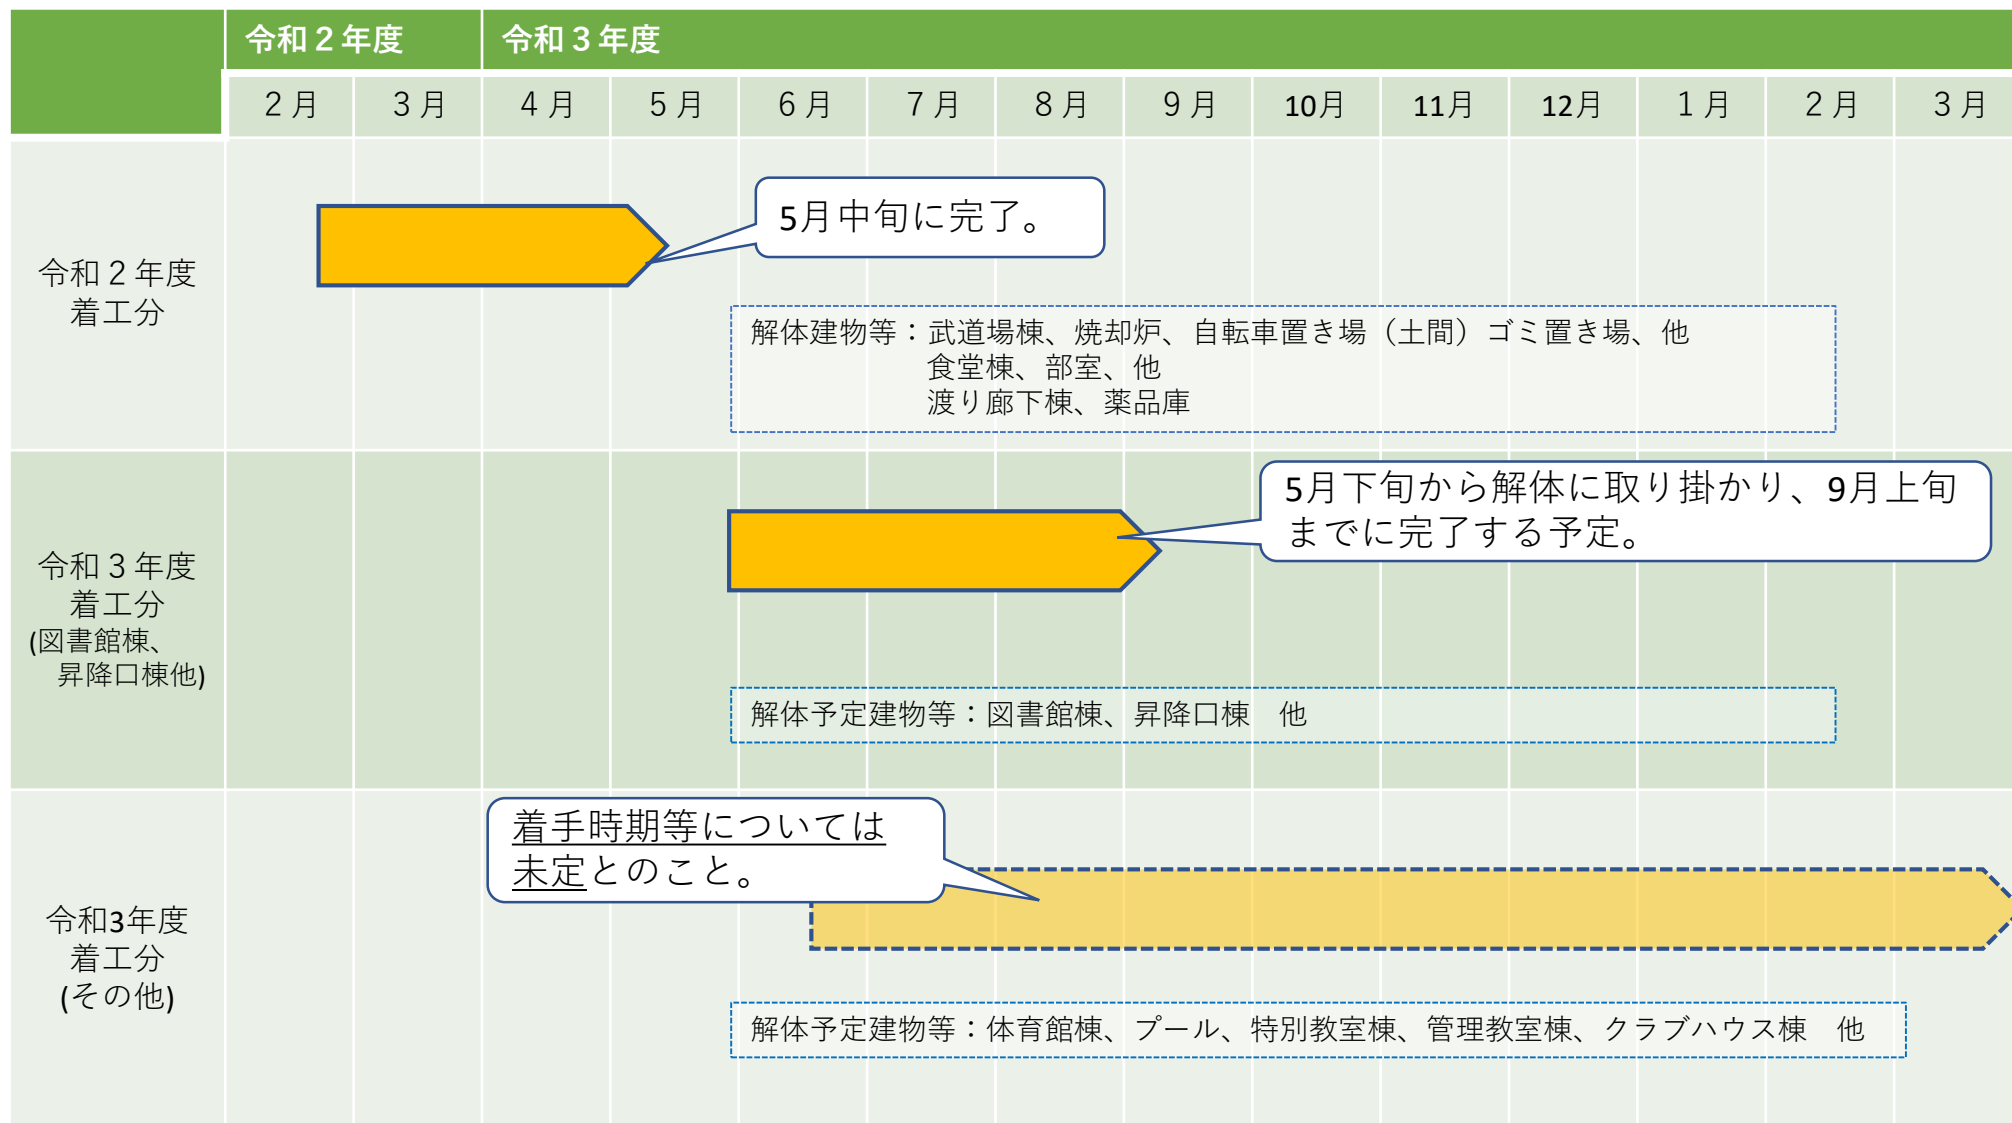 令和２年度 令和３年度
２月 ３月 ４月 ５月 ６月 ７月 ８月 ９月 10月 11月 12月 １月 ２月 ３月
令和２年度
着工分
5月中旬に完了。
解体建物等：武道場棟、焼却炉、自転車置き場（土間）ゴミ置き場、他
食堂棟、部室、他
渡り廊下棟、薬品庫
令和３年度
着工分
(図書館棟、
昇降口棟他)
5月下旬から解体に取り掛かり、9月上旬
までに完了する予定。
解体予定建物等：図書館棟、昇降口棟　他
令和3年度
着工分
(その他)
着手時期等については
未定とのこと。
解体予定建物等：体育館棟、プール、特別教室棟、管理教室棟、クラブハウス棟　他